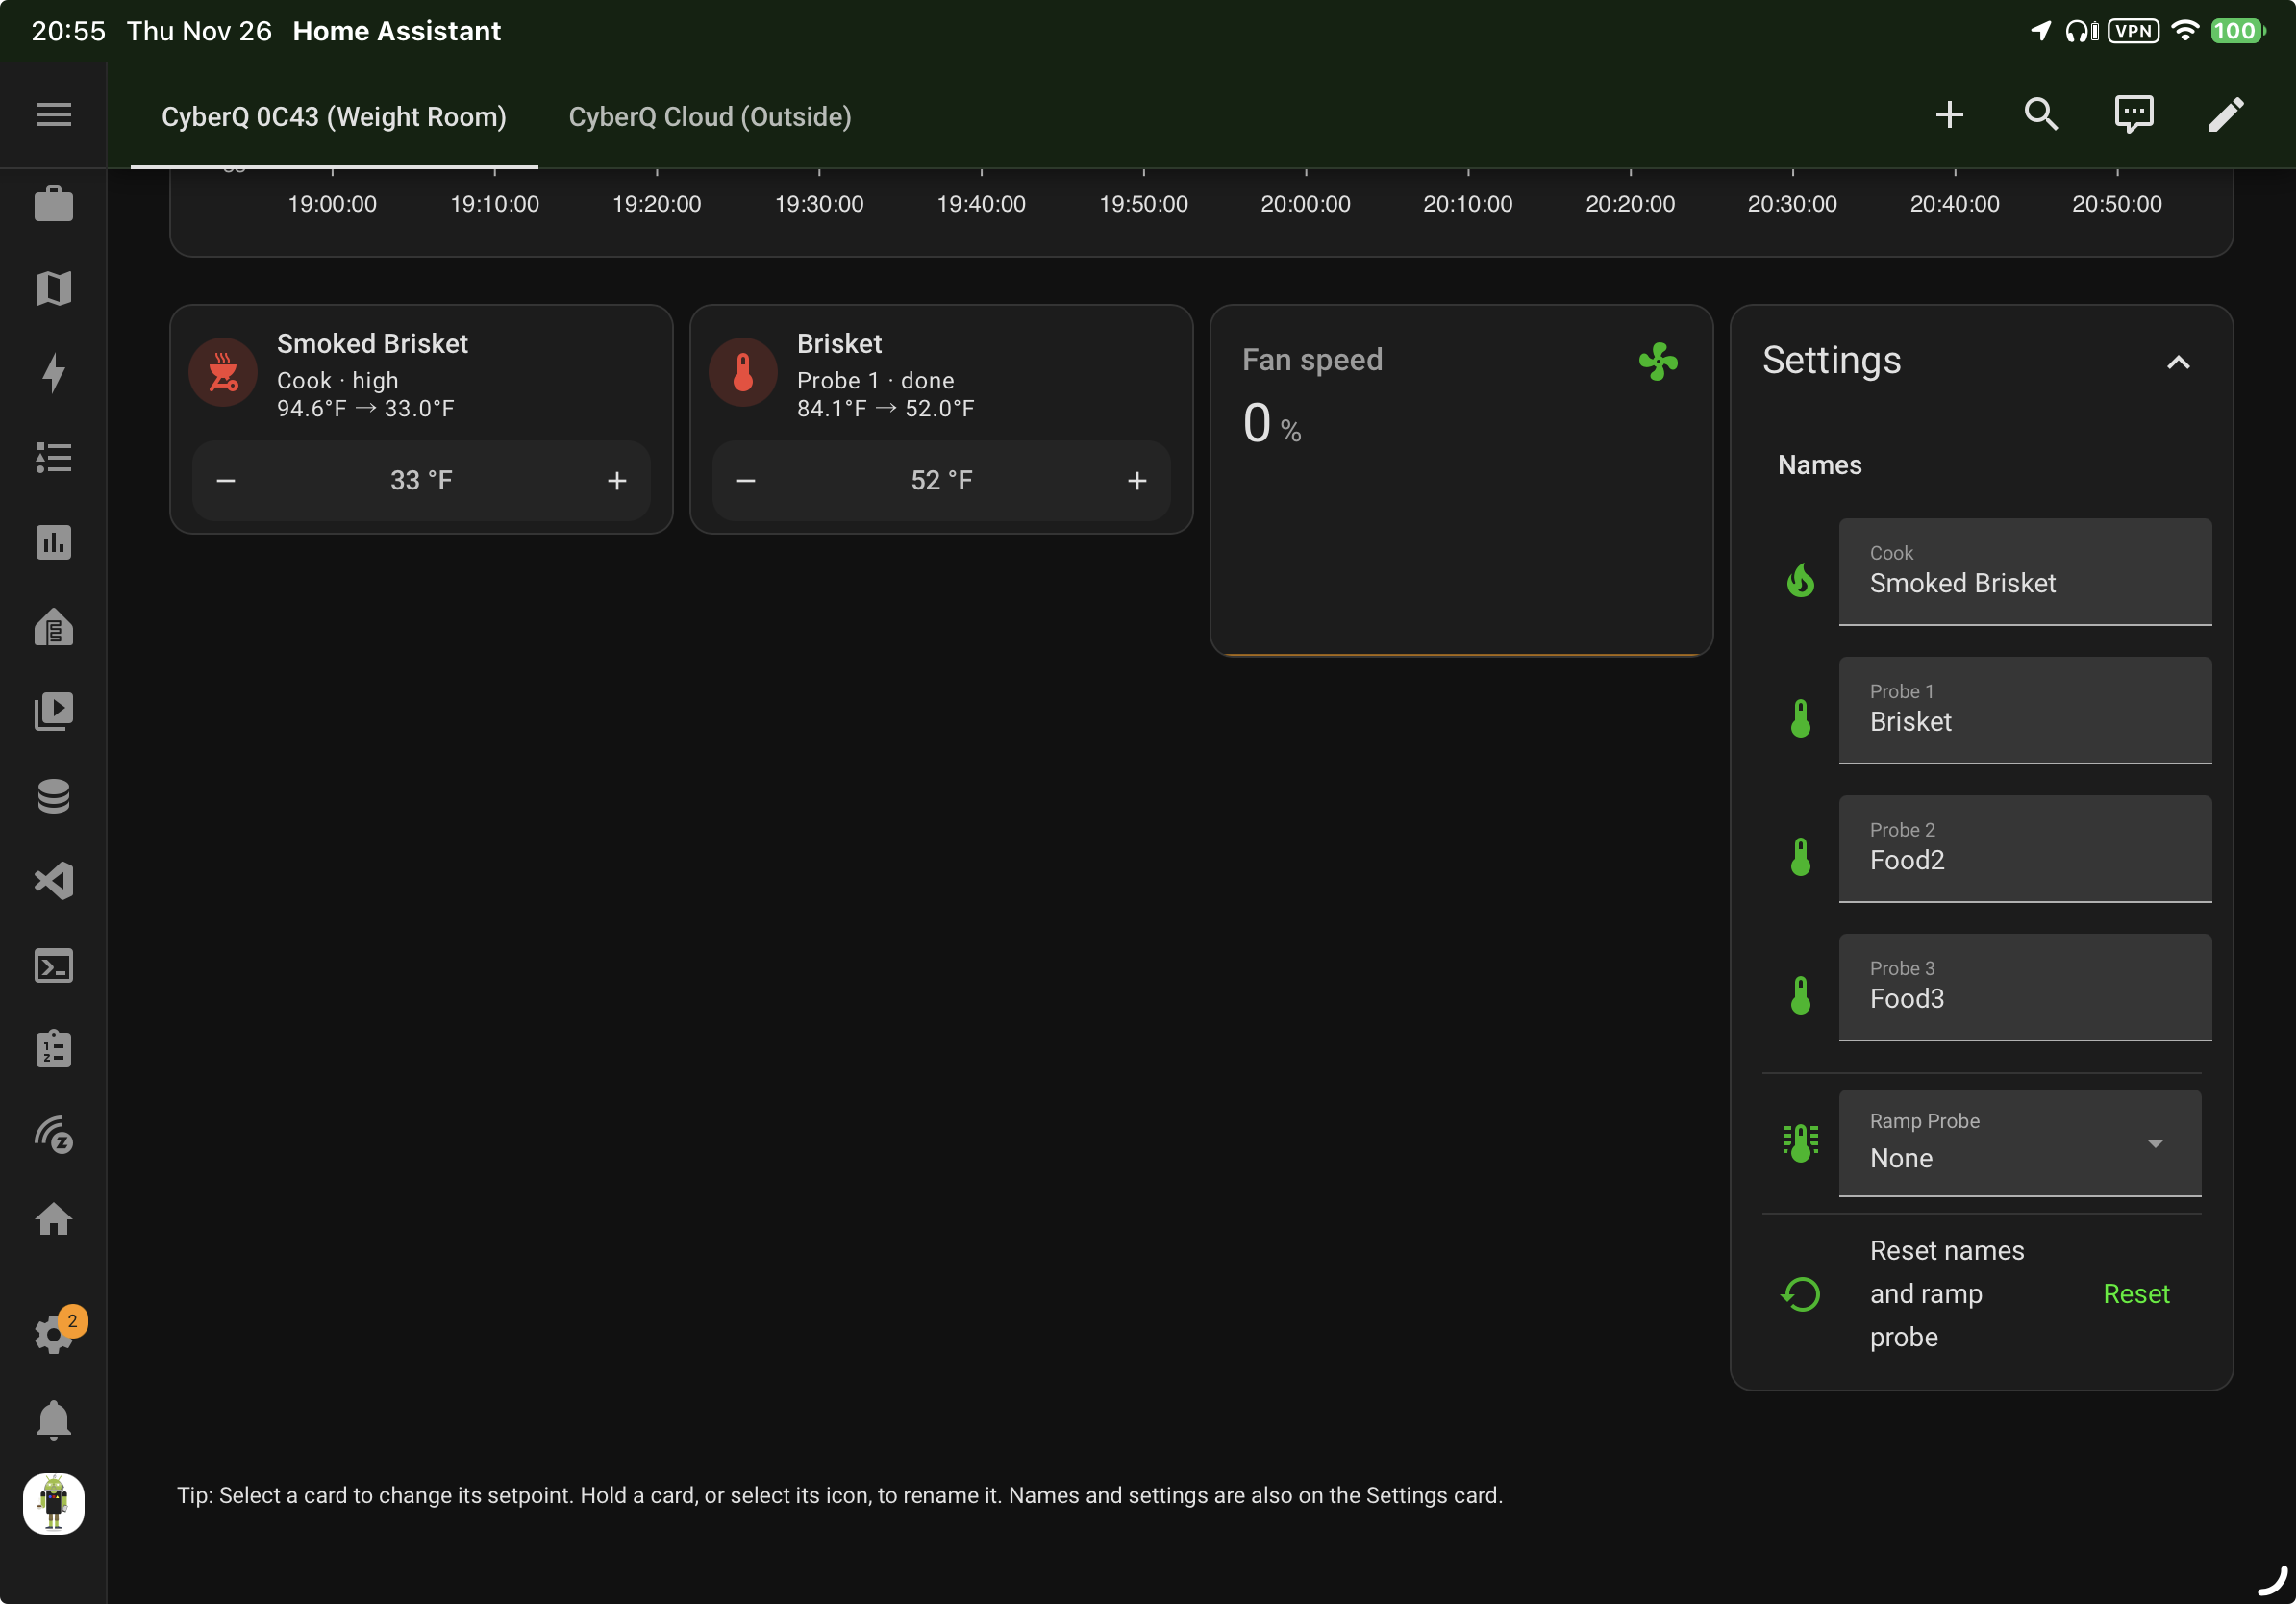 20:55 Thu Nov 26 Home Assistant
VPN 100
CyberQ 0C43 (Weight Room) CyberQ Cloud (Outside)
19:00:00 19:10:00 19:20:00 19:30:00 19:40:00 19:50:00 20:00:00 20:10:00 20:20:00 20:30:00 20:40:00 20:50:00
Smoked Brisket
Cook · high
94.6°F → 33.0°F
− 33 °F +
Brisket
Probe 1 · done
84.1°F → 52.0°F
− 52 °F +
Fan speed
0 %
Settings
Names
Cook
Smoked Brisket
Probe 1
Brisket
Probe 2
Food2
Probe 3
Food3
Ramp Probe
None
Reset names
and ramp
probe
Reset
2
Tip: Select a card to change its setpoint. Hold a card, or select its icon, to rename it. Names and settings are also on the Settings card.